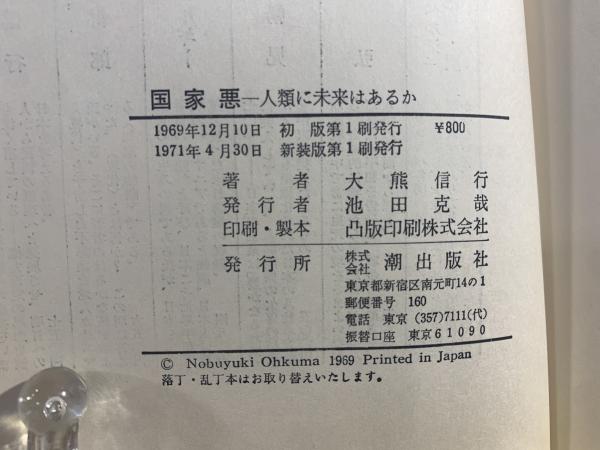 国家悪―人類に未来はあるか
1969年12月10日 初 版第1刷発行 ¥800
1971年4月30日 新装版第1刷発行
著 者 大熊信行
発行者 池田克哉
印刷・製本 凸版印刷株式会社
発行所 株式会社 潮出版社
東京都新宿区南元町14の1
郵便番号 160
電話 東京(357)7111(代)
振替口座 東京61090
© Nobuyuki Ohkuma 1969 Printed in Japan
落丁・乱丁本はお取り替えいたします。